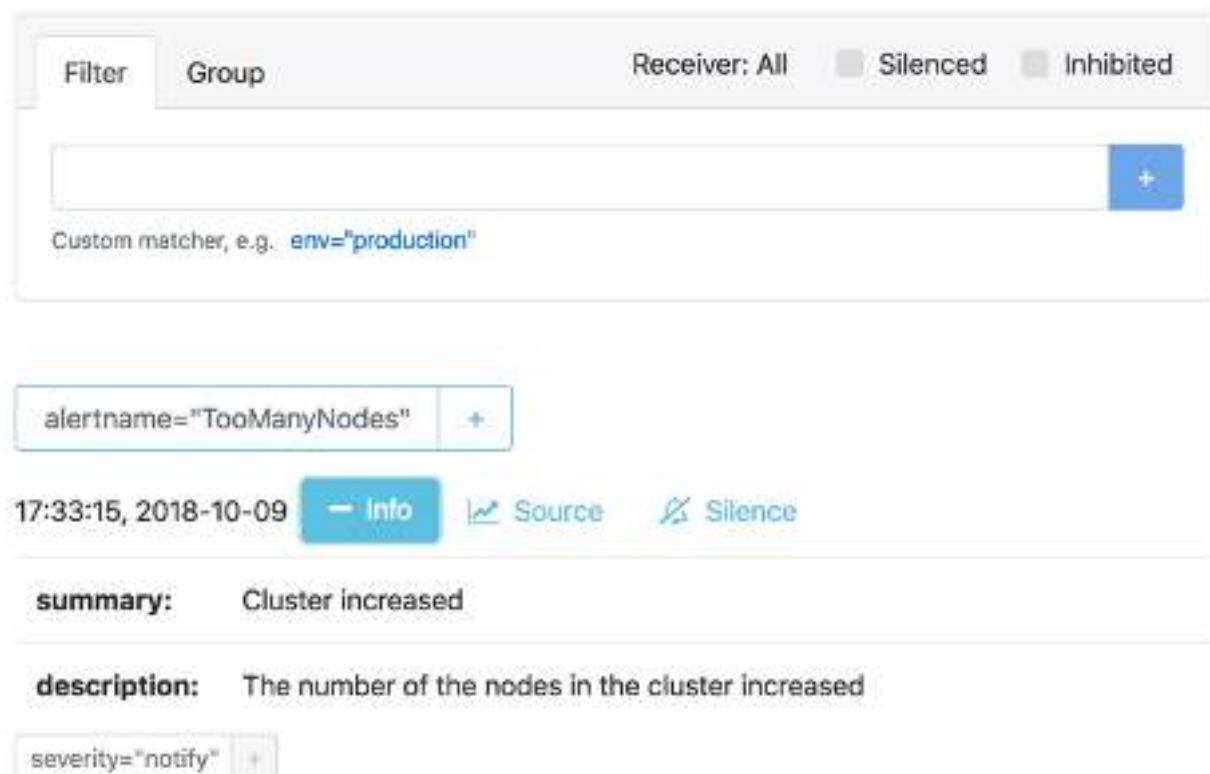 Filter Group Receiver: All Silenced Inhibited
+
Custom matcher, e.g. env="production"
alertname="TooManyNodes" +
17:33:15, 2018-10-09 − Info Source Silence
summary: Cluster increased
description: The number of the nodes in the cluster increased
severity="notify" +